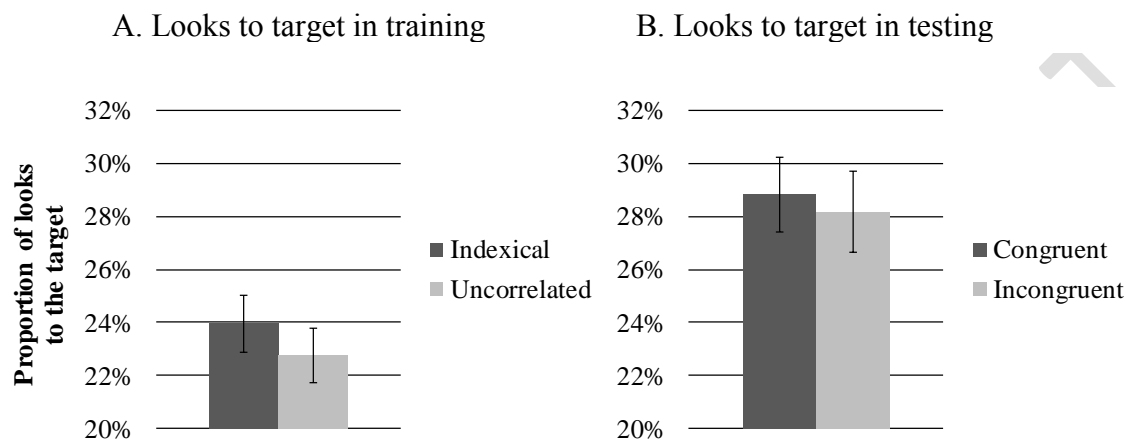 A. Looks to target in training
B. Looks to target in testing
Proportion of looks
to the target
32%
30%
28%
26%
24%
22%
20%
Indexical
Uncorrelated
32%
30%
28%
26%
24%
22%
20%
Congruent
Incongruent